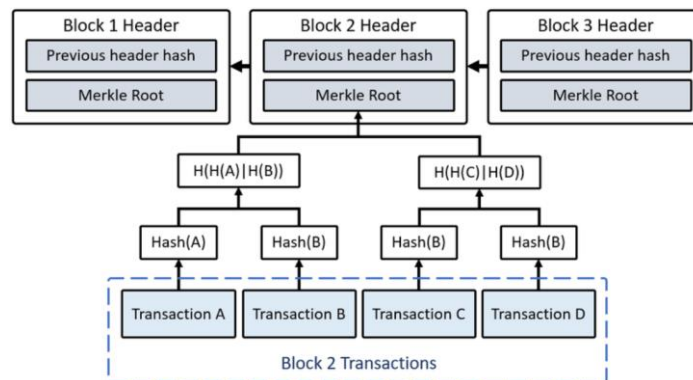 Block 1 Header
Block 2 Header
Block 3 Header
Previous header hash
Previous header hash
Previous header hash
Merkle Root
Merkle Root
Merkle Root
H(H(A)|H(B))
H(H(C)|H(D))
Hash(A)
Hash(B)
Hash(B)
Hash(B)
Transaction A
Transaction B
Transaction C
Transaction D
Block 2 Transactions